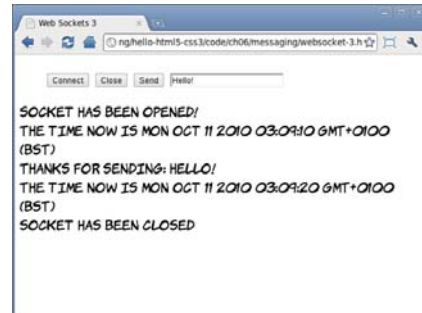 Web Sockets 3
ng/hello-html5-css3/code/ch06/messaging/websocket-3.h
Connect Close Send Hello!
SOCKET HAS BEEN OPENED!
THE TIME NOW IS MON OCT 11 2010 03:09:10 GMT+0100
(BST)
THANKS FOR SENDING: HELLO!
THE TIME NOW IS MON OCT 11 2010 03:09:20 GMT+0100
(BST)
SOCKET HAS BEEN CLOSED